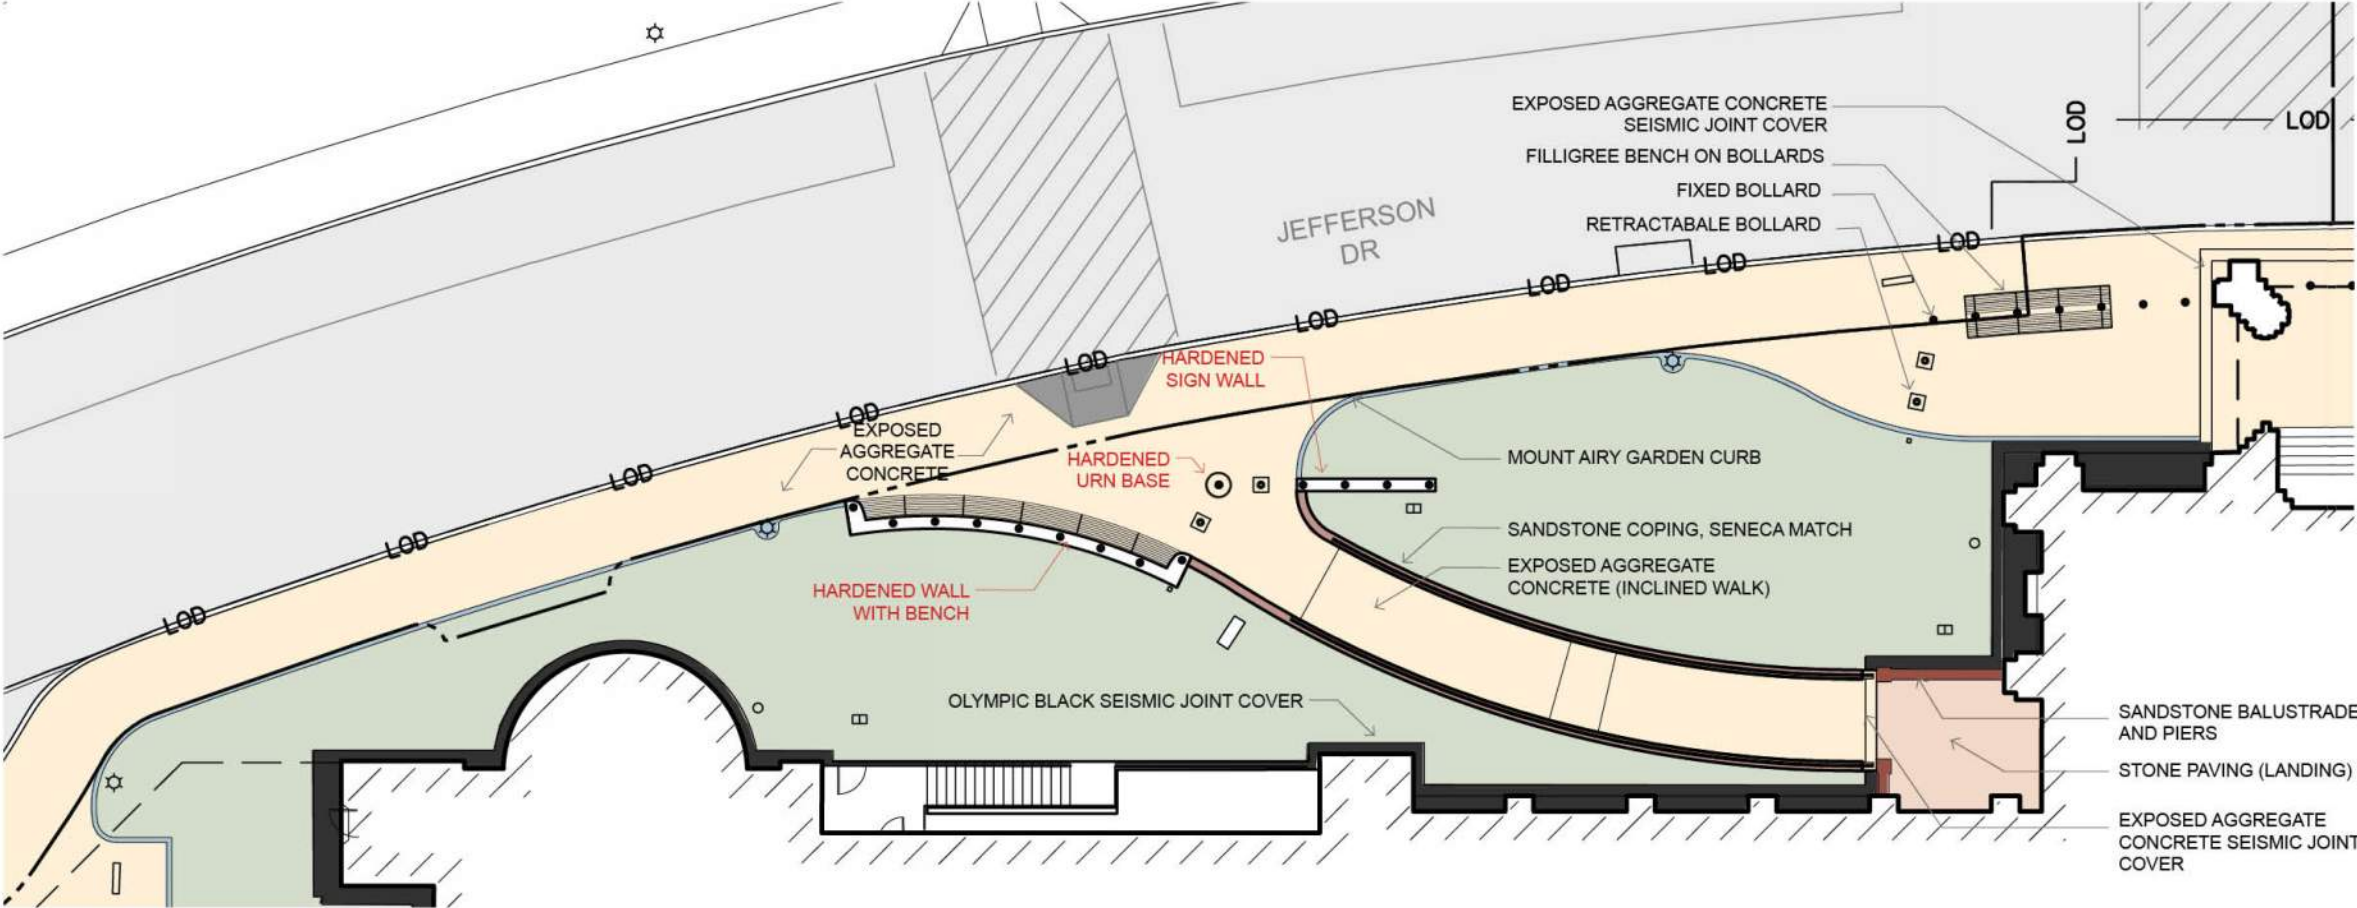 EXPOSED AGGREGATE CONCRETE
SEISMIC JOINT COVER
FILLIGREE BENCH ON BOLLARDS
FIXED BOLLARD
RETRACTABALE BOLLARD
LOD
LOD
JEFFERSON
DR
LOD
LOD
LOD
LOD
LOD
LOD
LOD
LOD
LOD
HARDENED
SIGN WALL
EXPOSED
AGGREGATE
CONCRETE
HARDENED
URN BASE
MOUNT AIRY GARDEN CURB
SANDSTONE COPING, SENECA MATCH
EXPOSED AGGREGATE
CONCRETE (INCLINED WALK)
HARDENED WALL
WITH BENCH
OLYMPIC BLACK SEISMIC JOINT COVER
SANDSTONE BALUSTRADE
AND PIERS
STONE PAVING (LANDING)
EXPOSED AGGREGATE
CONCRETE SEISMIC JOINT
COVER